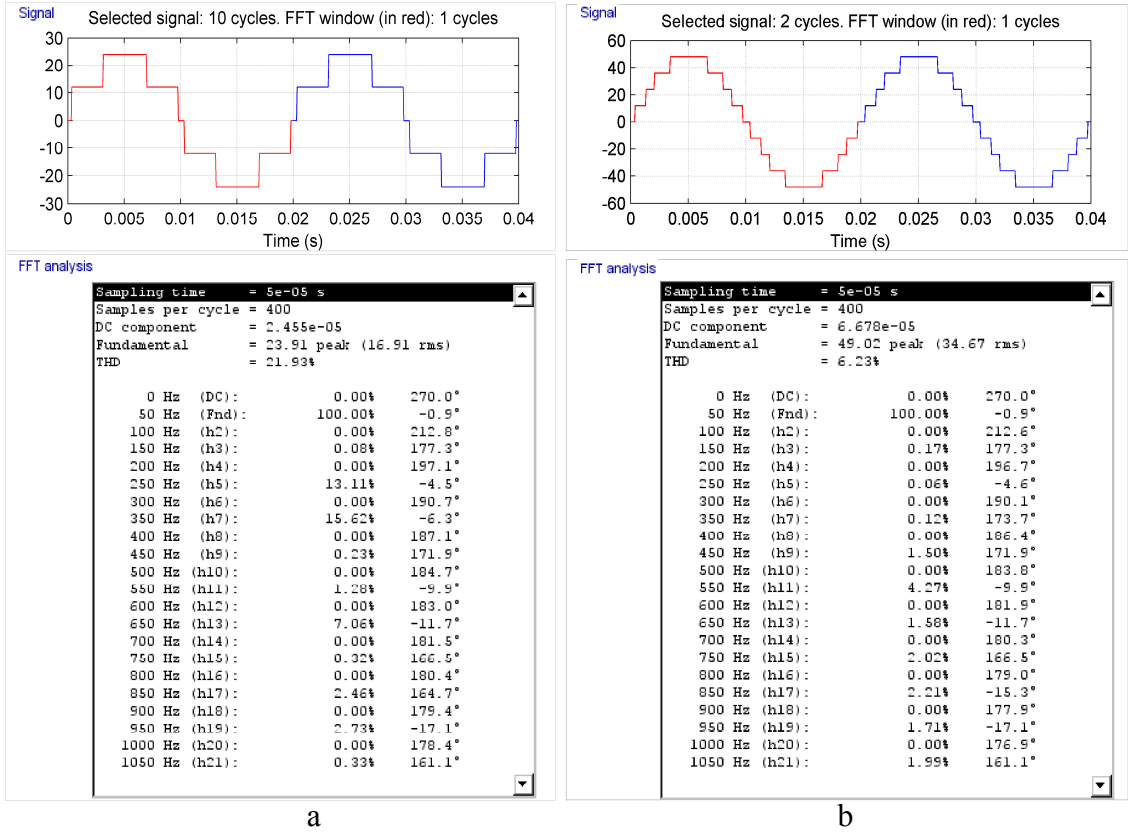 Signal
Selected signal: 10 cycles. FFT window (in red): 1 cycles
30
20
10
0
-10
-20
-30
0 0.005 0.01 0.015 0.02 0.025 0.03 0.035 0.04
Time (s)
FFT analysis
Sampling time = 5e-05 s
Samples per cycle = 400
DC component = 2.455e-05
Fundamental = 23.91 peak (16.91 rms)
THD = 21.93%
0 Hz (DC): 0.00% 270.0°
50 Hz (Fnd): 100.00% -0.9°
100 Hz (h2): 0.00% 212.8°
150 Hz (h3): 0.08% 177.3°
200 Hz (h4): 0.00% 197.1°
250 Hz (h5): 13.11% -4.5°
300 Hz (h6): 0.00% 190.7°
350 Hz (h7): 15.62% -6.3°
400 Hz (h8): 0.00% 187.1°
450 Hz (h9): 0.23% 171.9°
500 Hz (h10): 0.00% 184.7°
550 Hz (h11): 1.28% -9.9°
600 Hz (h12): 0.00% 183.0°
650 Hz (h13): 7.06% -11.7°
700 Hz (h14): 0.00% 181.5°
750 Hz (h15): 0.32% 166.5°
800 Hz (h16): 0.00% 180.4°
850 Hz (h17): 2.46% 164.7°
900 Hz (h18): 0.00% 179.4°
950 Hz (h19): 2.73% -17.1°
1000 Hz (h20): 0.00% 178.4°
1050 Hz (h21): 0.33% 161.1°
a
Signal
Selected signal: 2 cycles. FFT window (in red): 1 cycles
60
40
20
0
-20
-40
-60
0 0.005 0.01 0.015 0.02 0.025 0.03 0.035 0.04
Time (s)
FFT analysis
Sampling time = 5e-05 s
Samples per cycle = 400
DC component = 6.678e-05
Fundamental = 49.02 peak (34.67 rms)
THD = 6.23%
0 Hz (DC): 0.00% 270.0°
50 Hz (Fnd): 100.00% -0.9°
100 Hz (h2): 0.00% 212.6°
150 Hz (h3): 0.17% 177.3°
200 Hz (h4): 0.00% 196.7°
250 Hz (h5): 0.06% -4.6°
300 Hz (h6): 0.00% 190.1°
350 Hz (h7): 0.12% 173.7°
400 Hz (h8): 0.00% 186.4°
450 Hz (h9): 1.50% 171.9°
500 Hz (h10): 0.00% 183.8°
550 Hz (h11): 4.27% -9.9°
600 Hz (h12): 0.00% 181.9°
650 Hz (h13): 1.58% -11.7°
700 Hz (h14): 0.00% 180.3°
750 Hz (h15): 2.02% 166.5°
800 Hz (h16): 0.00% 179.0°
850 Hz (h17): 2.21% -15.3°
900 Hz (h18): 0.00% 177.9°
950 Hz (h19): 1.71% -17.1°
1000 Hz (h20): 0.00% 176.9°
1050 Hz (h21): 1.99% 161.1°
b